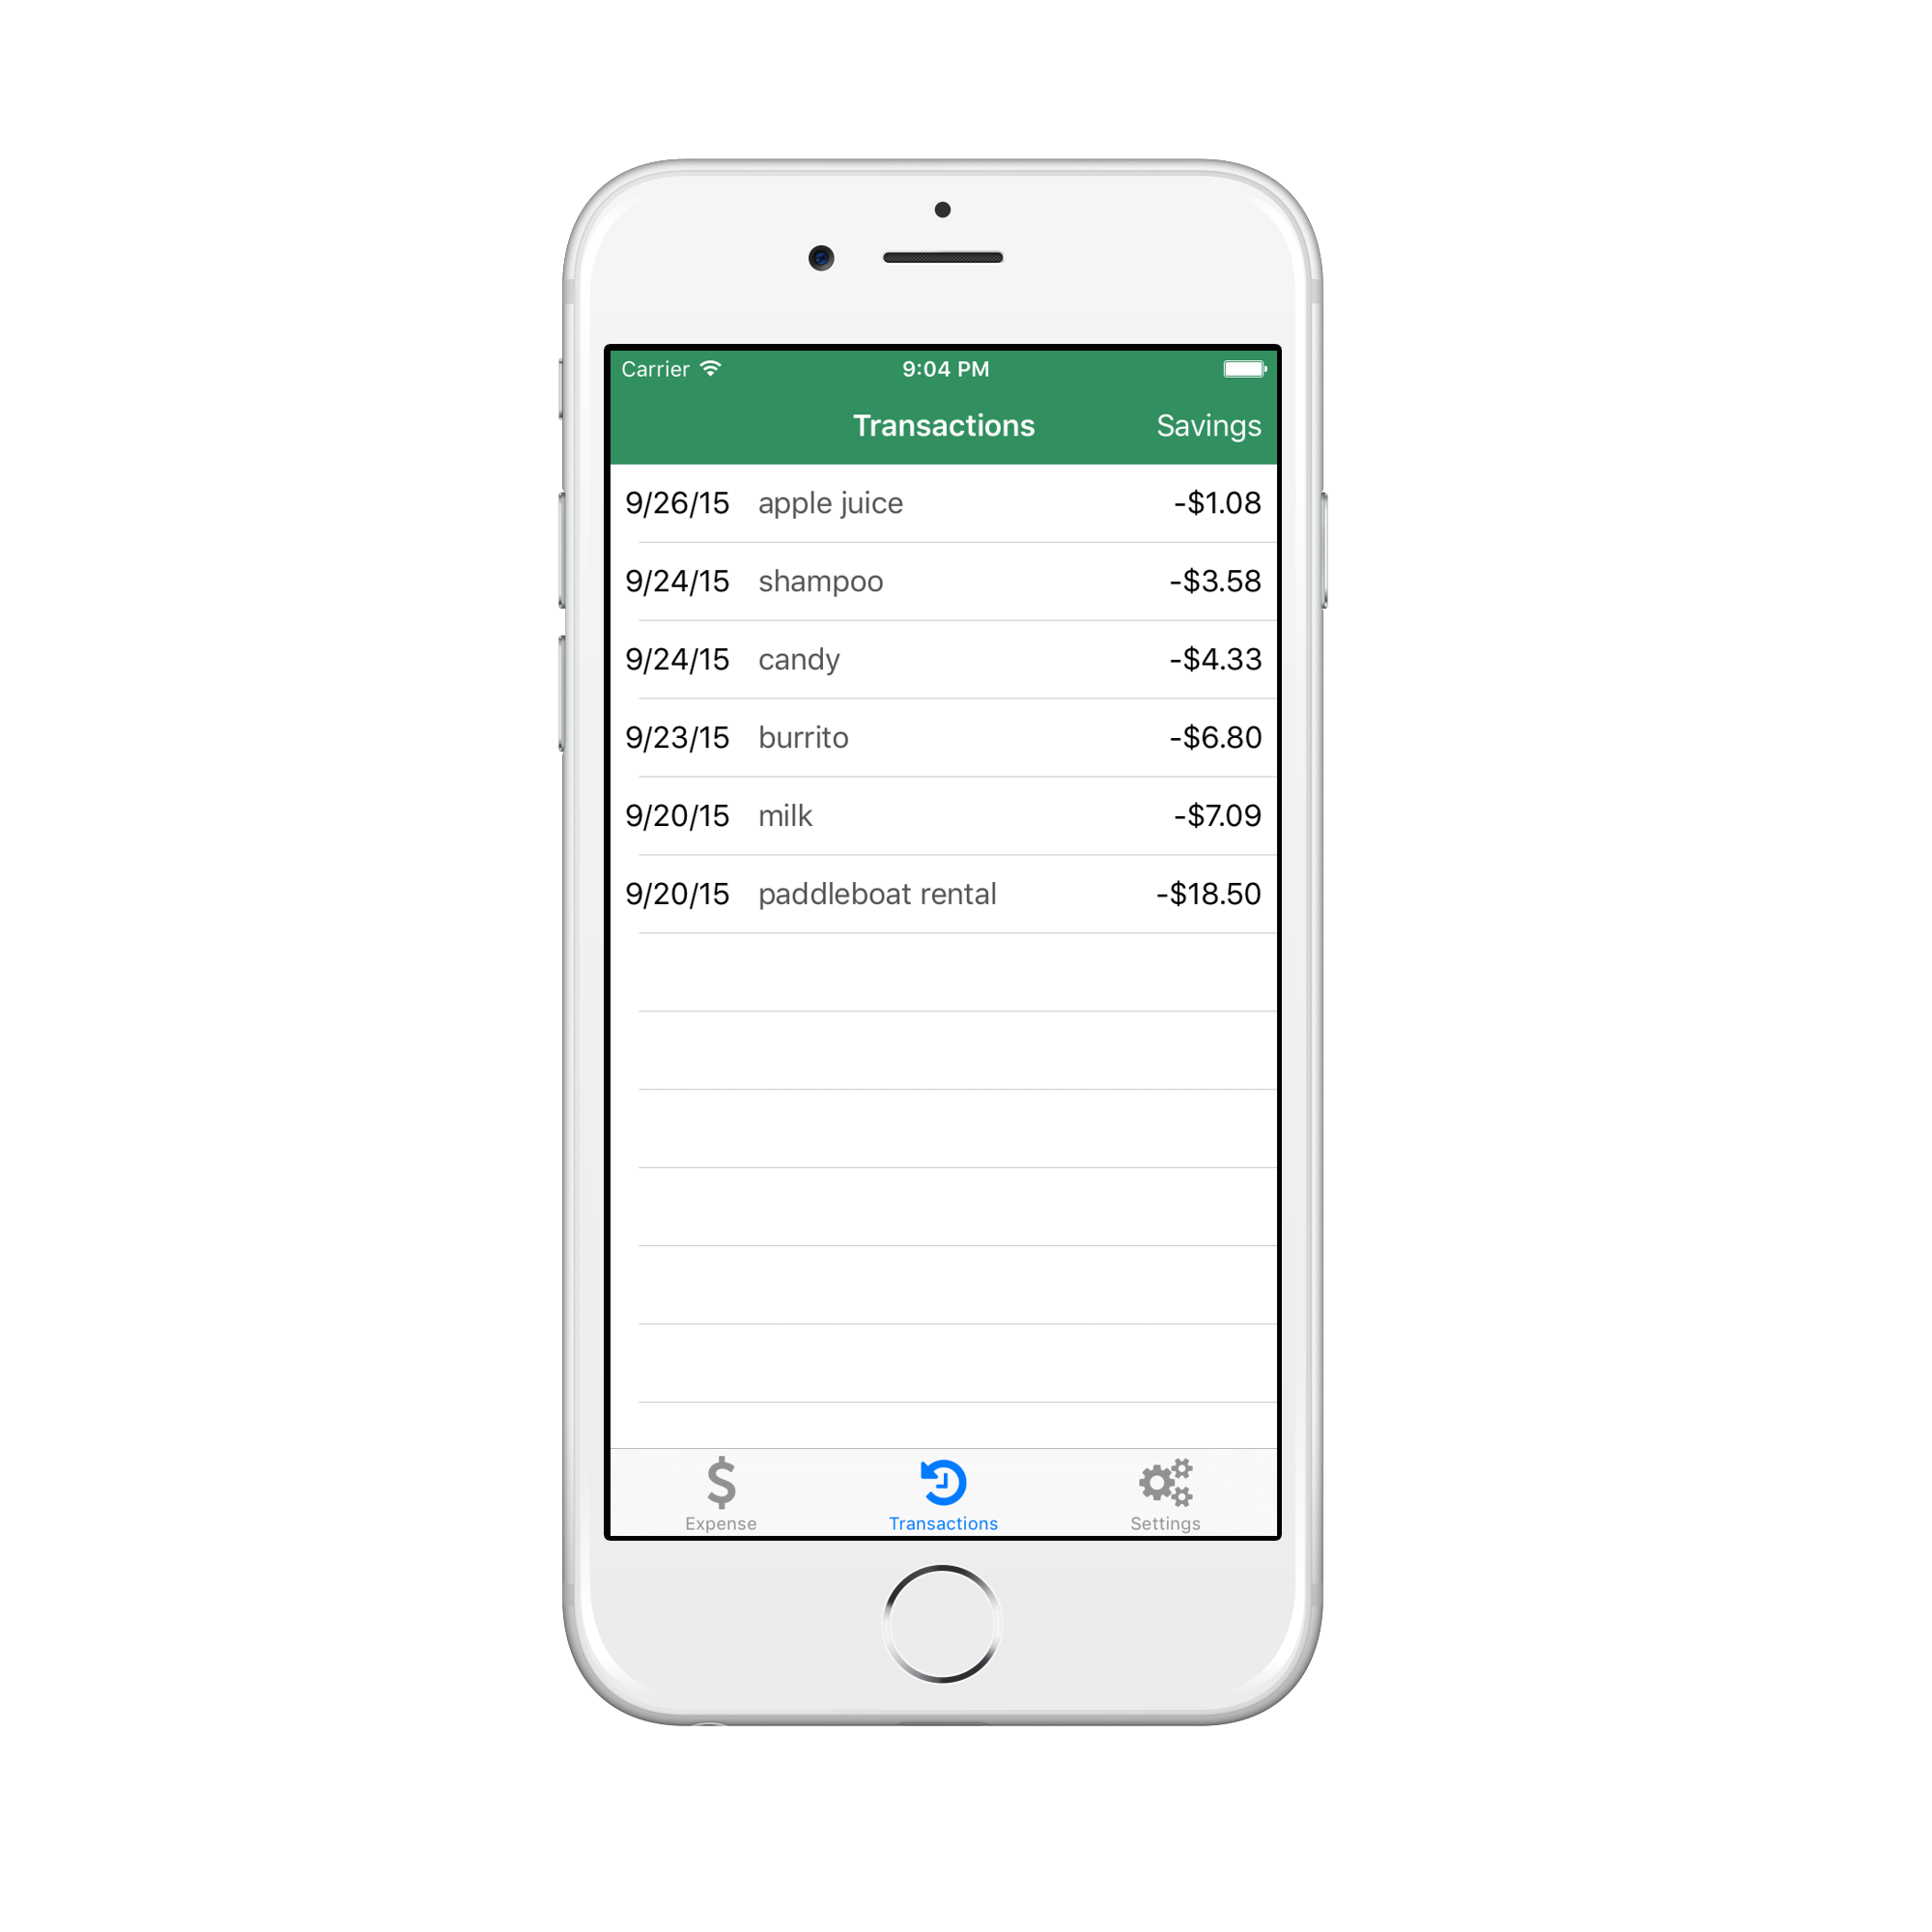 Carrier 9:04 PM
Transactions Savings
9/26/15 apple juice -$1.08
9/24/15 shampoo -$3.58
9/24/15 candy -$4.33
9/23/15 burrito -$6.80
9/20/15 milk -$7.09
9/20/15 paddleboat rental -$18.50
Expense Transactions Settings